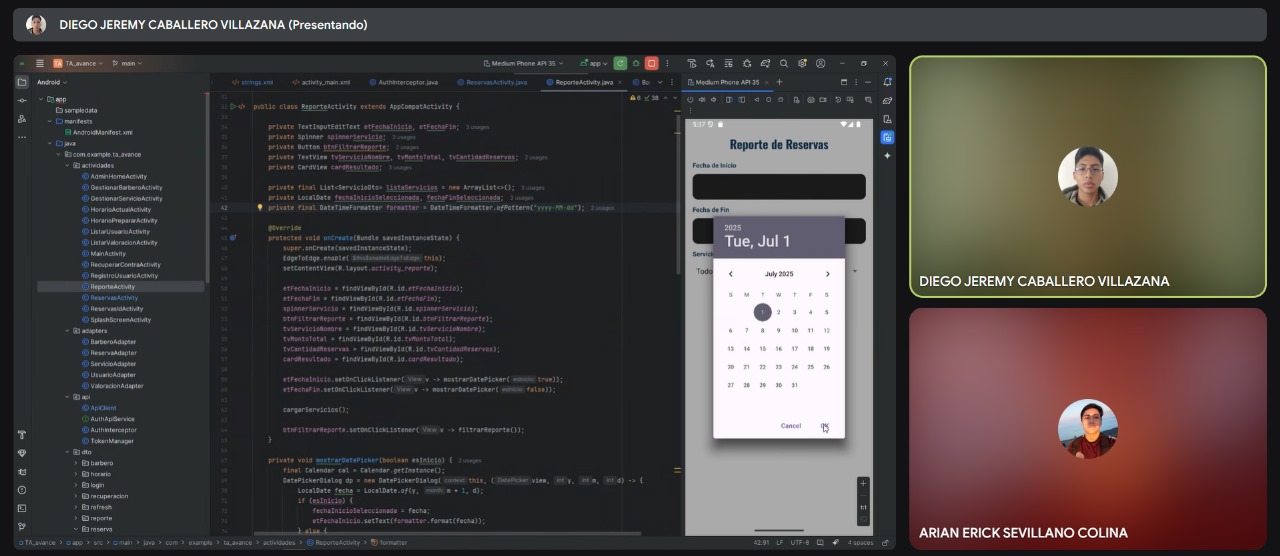 DIEGO JEREMY CABALLERO VILLAZANA (Presentando)
TA TA_avance
main
Medium Phone API 35
app
Android
strings.xml
activity_main.xml
AuthInterceptor.java
ReservasActivity.java
ReporteActivity.java
Bo
Medium Phone API 35
app
sampledata
manifests
AndroidManifest.xml
java
com.example.ta_avance
actividades
AdminHomeActivity
GestionarBarberoActivity
GestionarServicioActivity
HorarioActualActivity
HorarioPrepararActivity
ListarUsuarioActivity
ListarValoracionActivity
MainActivity
RecuperarContraActivity
RegistroUsuarioActivity
ReporteActivity
ReservasActivity
ReservasIdActivity
SplashScreenActivity
adapters
BarberoAdapter
ReservaAdapter
ServicioAdapter
UsuarioAdapter
ValoracionAdapter
api
ApiClient
AuthApiService
AuthInterceptor
TokenManager
dto
barbero
horario
login
recuperacion
refresh
reporte
reserva
public class ReporteActivity extends AppCompatActivity {
private TextInputEditText etFechaInicio, etFechaFin; 3 usages
private Spinner spinnerServicio; 3 usages
private Button btnFiltrarReporte; 2 usages
private TextView tvServicioNombre, tvMontoTotal, tvCantidadReservas; 2 usages
private CardView cardResultado; 3 usages
private final List<ServicioDto> listaServicios = new ArrayList<>(); 3 usages
private LocalDate fechaInicioSeleccionada, fechaFinSeleccionada; 3 usages
private final DateTimeFormatter formatter = DateTimeFormatter.ofPattern("yyyy-MM-dd"); 2 usages
@Override
protected void onCreate(Bundle savedInstanceState) {
super.onCreate(savedInstanceState);
EdgeToEdge.enable( this);
setContentView(R.layout.activity_reporte);
etFechaInicio = findViewById(R.id.etFechaInicio);
etFechaFin = findViewById(R.id.etFechaFin);
spinnerServicio = findViewById(R.id.spinnerServicio);
btnFiltrarReporte = findViewById(R.id.btnFiltrarReporte);
tvServicioNombre = findViewById(R.id.tvServicioNombre);
tvMontoTotal = findViewById(R.id.tvMontoTotal);
tvCantidadReservas = findViewById(R.id.tvCantidadReservas);
cardResultado = findViewById(R.id.cardResultado);
etFechaInicio.setOnClickListener( View v -> mostrarDatePicker( esInicio: true));
etFechaFin.setOnClickListener( View v -> mostrarDatePicker( esInicio: false));
cargarServicios();
btnFiltrarReporte.setOnClickListener( View v -> filtrarReporte());
}
private void mostrarDatePicker(boolean esInicio) { 2 usages
final Calendar cal = Calendar.getInstance();
DatePickerDialog dp = new DatePickerDialog( context: this, ( DatePicker view, int y, int m, int d) -> {
LocalDate fecha = LocalDate.of(y, month: m + 1, d);
if (esInicio) {
fechaInicioSeleccionada = fecha;
etFechaInicio.setText(formatter.format(fecha));
} else {
Reporte de Reservas
Fecha de Inicio
Fecha de Fin
2025
Tue, Jul 1
July 2025
S M T W T F S
1 2 3 4 5
6 7 8 9 10 11 12
13 14 15 16 17 18 19
20 21 22 23 24 25 26
27 28 29 30 31
Cancel
1:1
TA_avance > app > src > main > java > com > example > ta_avance > actividades > ReporteActivity > formatter
42:91 LF UTF-8 4 spaces
DIEGO JEREMY CABALLERO VILLAZANA
ARIAN ERICK SEVILLANO COLINA